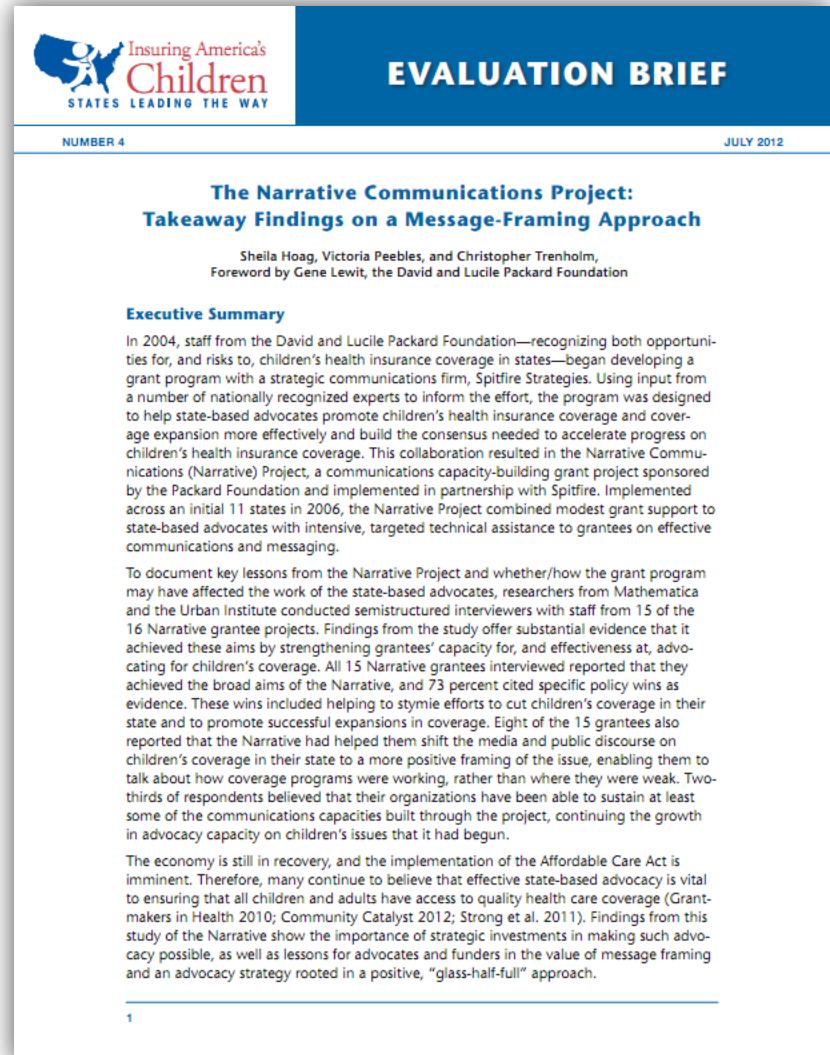 Insuring America's
Children
STATES LEADING THE WAY
EVALUATION BRIEF
NUMBER 4
JULY 2012
The Narrative Communications Project:
Takeaway Findings on a Message-Framing Approach
Sheila Hoag, Victoria Peebles, and Christopher Trenholm,
Foreword by Gene Lewit, the David and Lucile Packard Foundation
Executive Summary
In 2004, staff from the David and Lucile Packard Foundation—recognizing both opportuni-
ties for, and risks to, children's health insurance coverage in states—began developing a
grant program with a strategic communications firm, Spitfire Strategies. Using input from
a number of nationally recognized experts to inform the effort, the program was designed
to help state-based advocates promote children's health insurance coverage and cover-
age expansion more effectively and build the consensus needed to accelerate progress on
children's health insurance coverage. This collaboration resulted in the Narrative Commu-
nications (Narrative) Project, a communications capacity-building grant project sponsored
by the Packard Foundation and implemented in partnership with Spitfire. Implemented
across an initial 11 states in 2006, the Narrative Project combined modest grant support to
state-based advocates with intensive, targeted technical assistance to grantees on effective
communications and messaging.
To document key lessons from the Narrative Project and whether/how the grant program
may have affected the work of the state-based advocates, researchers from Mathematica
and the Urban Institute conducted semistructured interviewers with staff from 15 of the
16 Narrative grantee projects. Findings from the study offer substantial evidence that it
achieved these aims by strengthening grantees' capacity for, and effectiveness at, advo-
cating for children's coverage. All 15 Narrative grantees interviewed reported that they
achieved the broad aims of the Narrative, and 73 percent cited specific policy wins as
evidence. These wins included helping to stymie efforts to cut children's coverage in their
state and to promote successful expansions in coverage. Eight of the 15 grantees also
reported that the Narrative had helped them shift the media and public discourse on
children's coverage in their state to a more positive framing of the issue, enabling them to
talk about how coverage programs were working, rather than where they were weak. Two-
thirds of respondents believed that their organizations have been able to sustain at least
some of the communications capacities built through the project, continuing the growth
in advocacy capacity on children's issues that it had begun.
The economy is still in recovery, and the implementation of the Affordable Care Act is
imminent. Therefore, many continue to believe that effective state-based advocacy is vital
to ensuring that all children and adults have access to quality health care coverage (Grant-
makers in Health 2010; Community Catalyst 2012; Strong et al. 2011). Findings from this
study of the Narrative show the importance of strategic investments in making such advo-
cacy possible, as well as lessons for advocates and funders in the value of message framing
and an advocacy strategy rooted in a positive, “glass-half-full” approach.
1